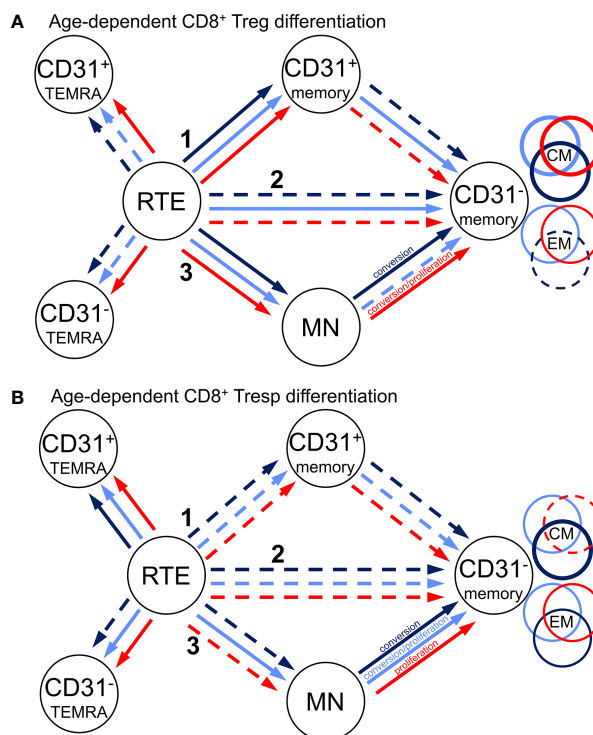 A Age-dependent CD8⁺ Treg differentiation
CD31⁺
TEMRA
CD31⁺
memory
1
2
RTE
CD31⁻
memory
CM
EM
3
conversion
conversion/proliferation
CD31⁻
TEMRA
MN
B Age-dependent CD8⁺ Tresp differentiation
CD31⁺
TEMRA
CD31⁺
memory
1
2
RTE
CD31⁻
memory
CM
EM
3
conversion
conversion/proliferation
proliferation
CD31⁻
TEMRA
MN